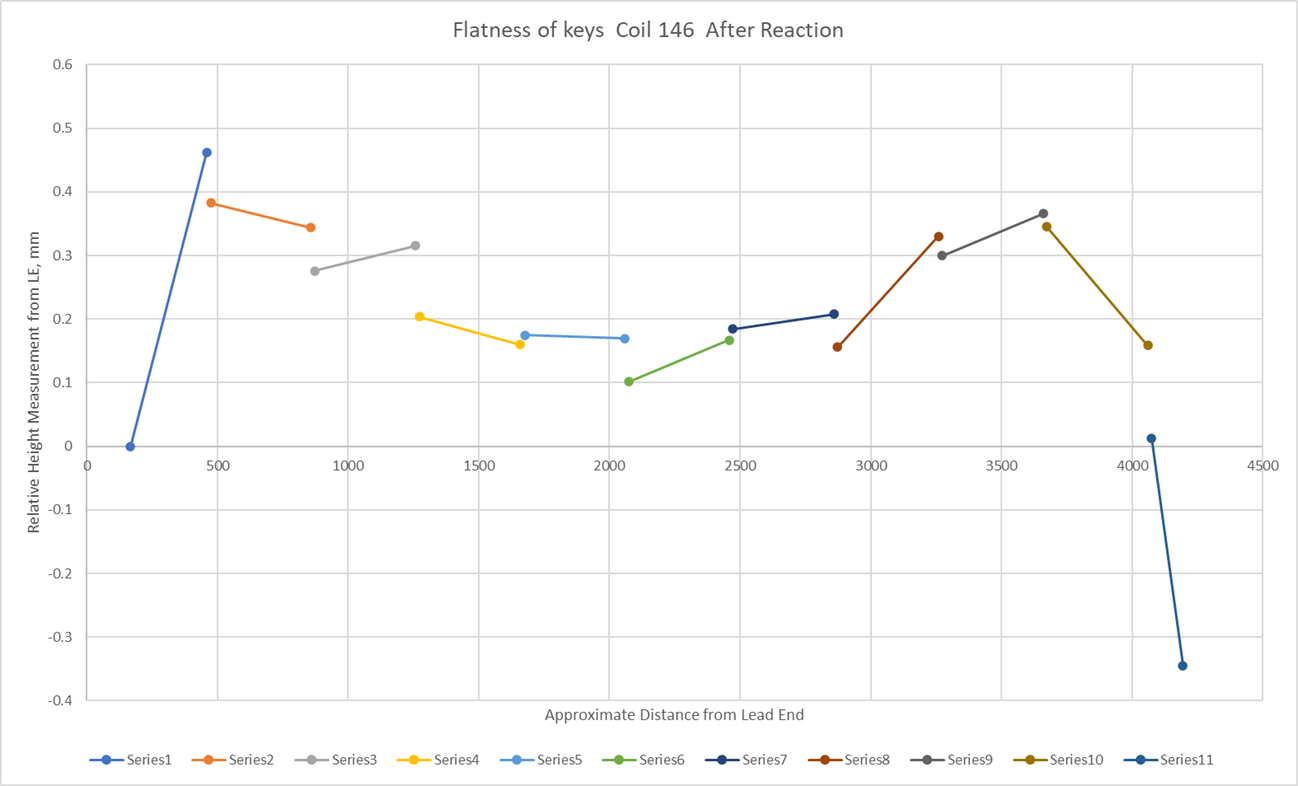 Flatness of keys  Coil 146  After Reaction
0.6
0.5
0.4
0.3
0.2
0.1
0
-0.1
-0.2
-0.3
-0.4
Relative Height Measurement from LE, mm
0 500 1000 1500 2000 2500 3000 3500 4000 4500
Approximate Distance from Lead End
Series1 Series2 Series3 Series4 Series5 Series6 Series7 Series8 Series9 Series10 Series11